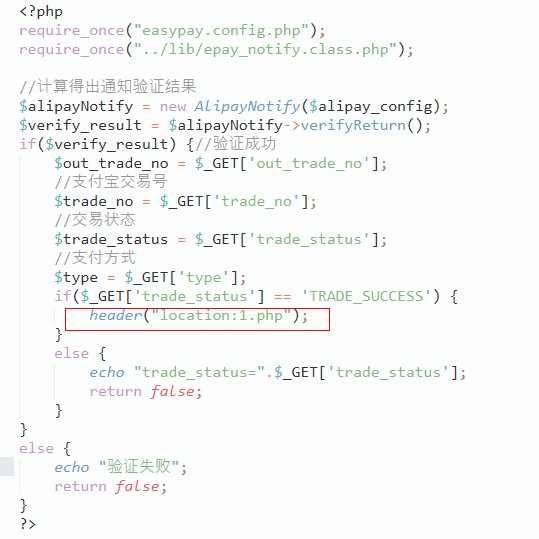 <?php
require_once("easypay.config.php");
require_once("../lib/epay_notify.class.php");
//计算得出通知验证结果
$alipayNotify = new AlipayNotify($alipay_config);
$verify_result = $alipayNotify->verifyReturn();
if($verify_result) {//验证成功
$out_trade_no = $_GET['out_trade_no'];
//支付宝交易号
$trade_no = $_GET['trade_no'];
//交易状态
$trade_status = $_GET['trade_status'];
//支付方式
$type = $_GET['type'];
if($_GET['trade_status'] == 'TRADE_SUCCESS') {
header("location:1.php");
}
else {
echo "trade_status=".$_GET['trade_status'];
return false;
}
}
else {
echo "验证失败";
return false;
}
?>